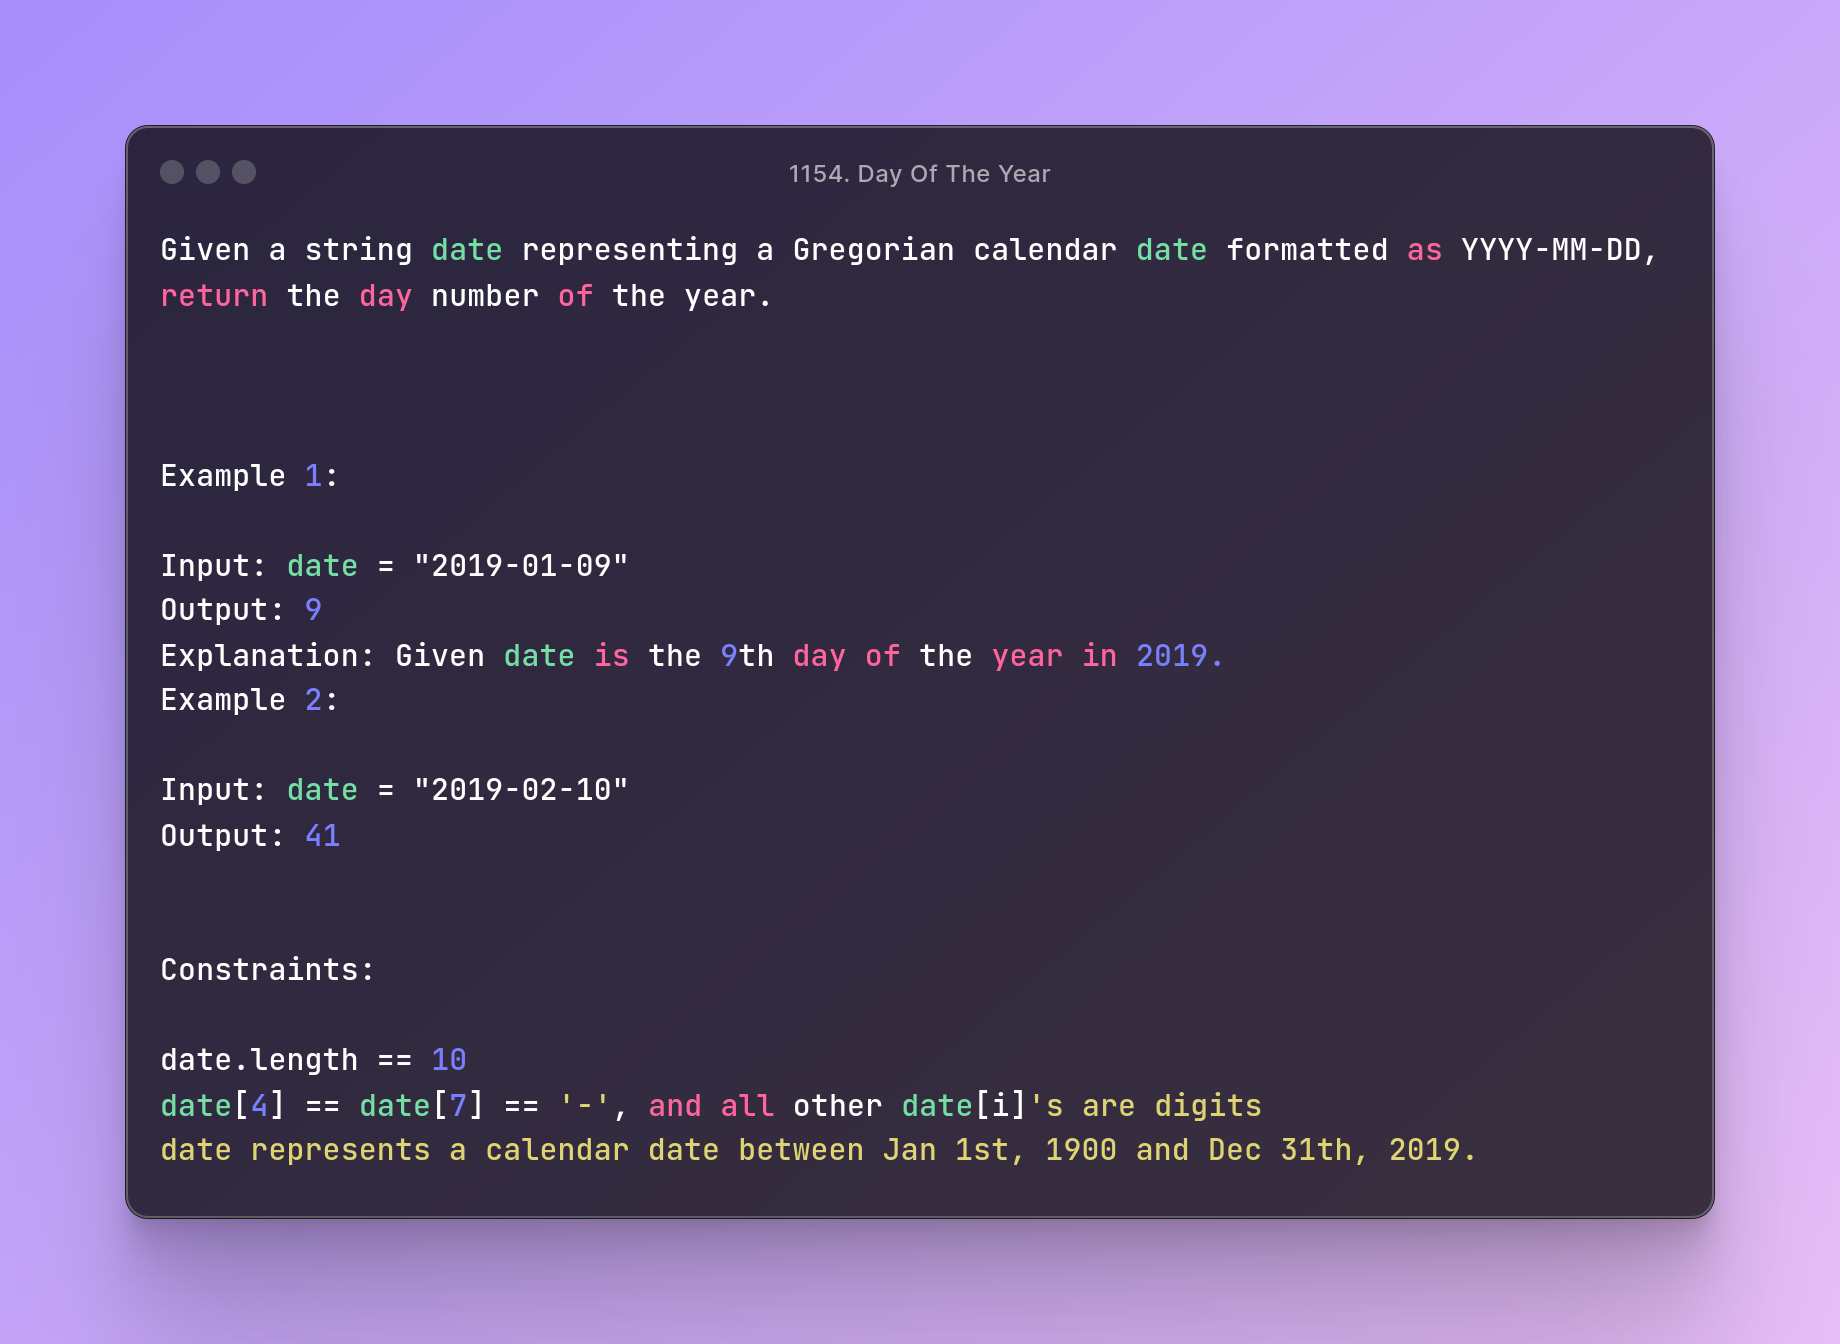 1154. Day Of The Year
Given a string date representing a Gregorian calendar date formatted as YYYY-MM-DD,
return the day number of the year.
Example 1:
Input: date = "2019-01-09"
Output: 9
Explanation: Given date is the 9th day of the year in 2019.
Example 2:
Input: date = "2019-02-10"
Output: 41
Constraints:
date.length == 10
date[4] == date[7] == '-', and all other date[i]'s are digits
date represents a calendar date between Jan 1st, 1900 and Dec 31th, 2019.